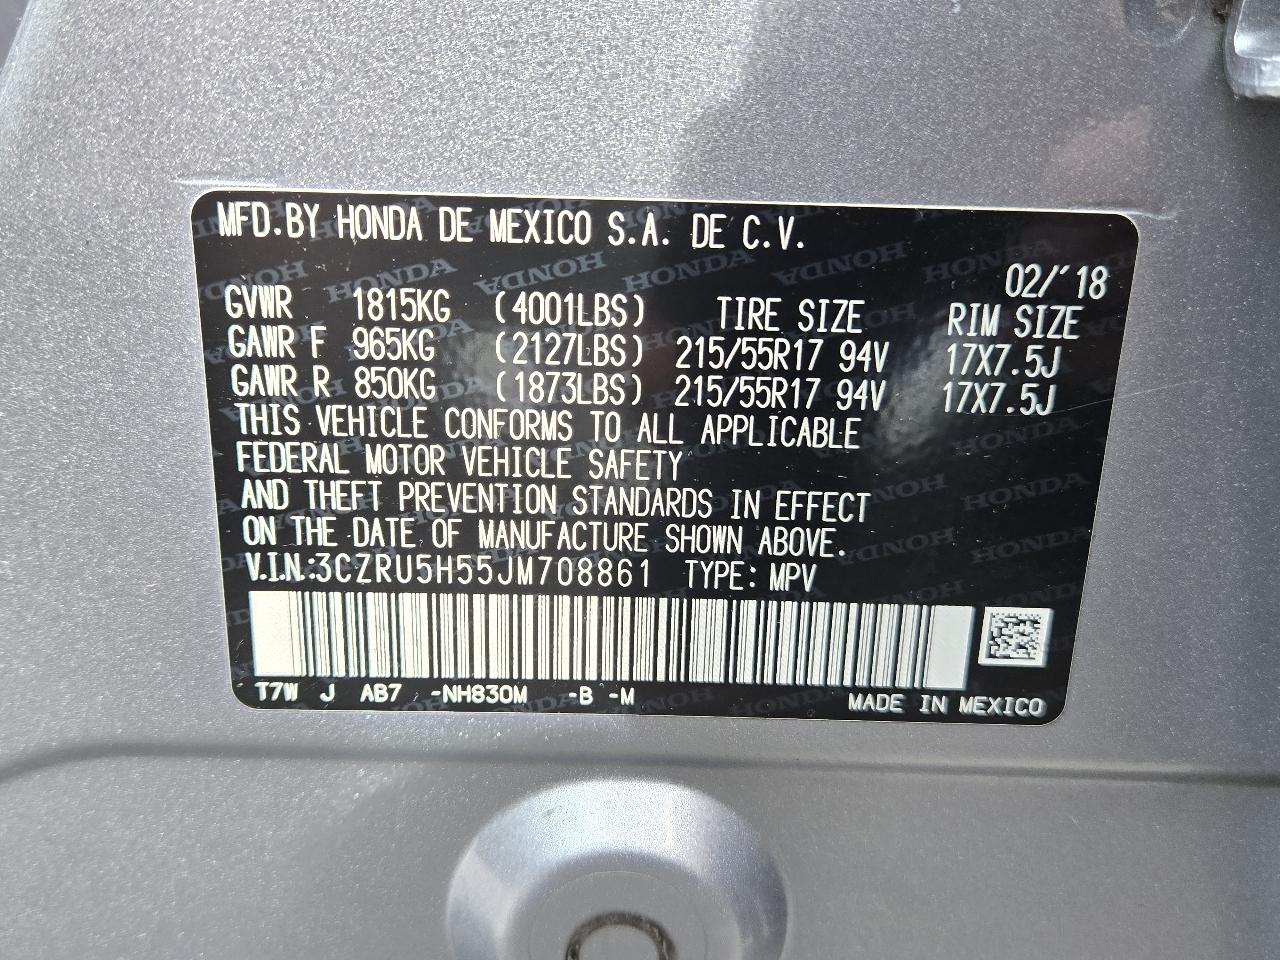 MFD.BY HONDA DE MEXICO S.A. DE C.V.
02/'18
GVWR 1815KG (4001LBS) TIRE SIZE RIM SIZE
GAWR F 965KG (2127LBS) 215/55R17 94V 17X7.5J
GAWR R 850KG (1873LBS) 215/55R17 94V 17X7.5J
THIS VEHICLE CONFORMS TO ALL APPLICABLE
FEDERAL MOTOR VEHICLE SAFETY
AND THEFT PREVENTION STANDARDS IN EFFECT
ON THE DATE OF MANUFACTURE SHOWN ABOVE.
V.I.N.:3CZRU5H55JM708861 TYPE: MPV
T7W J AB7 -NH830M -B -M MADE IN MEXICO